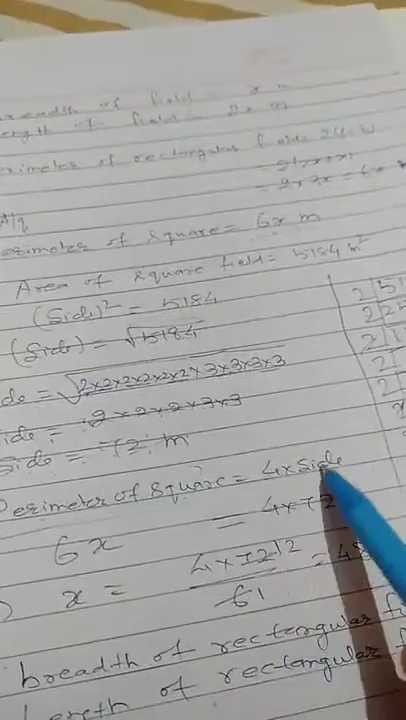 breadth of field x m
length of field 2x m
Perimeter of rectangular field = 2(l+b)
= 2(2x+x)
= 2×3x = 6x m
A/q
Perimeter of square = 6x m
Area of square field = 5184 m²
(Side)² = 5184
(Side) = √5184
Side = √2×2×2×2×2×2×3×3×3×3
Side = 2×2×2×3×3
Side = 72 m
Perimeter of square = 4×side
= 4×72
6x
x = 4×72 12 / 6 1 = 48
breadth of rectangular
length of rectangular